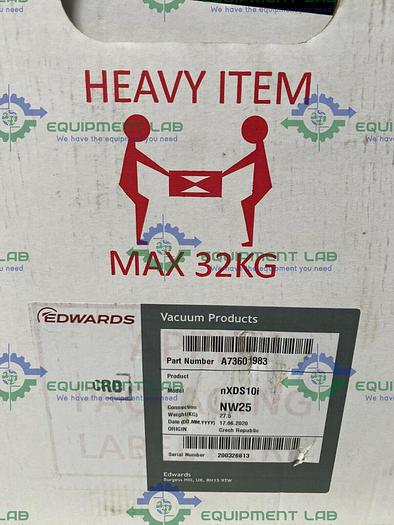 HEAVY ITEM
MAX 32KG
EDWARDS
Vacuum Products
Part Number A73601983
Product
Model nXDS10i
Connection NW25
Weight(KG) 27.5
Date (DD.MM.YYYY) 17.06.2020
ORIGIN Czech Republic
Serial Number 200326813
Edwards
Burgess Hill, UK, RH15 9TW
CRB
EQUIPMENT LAB
We have the equipment you need